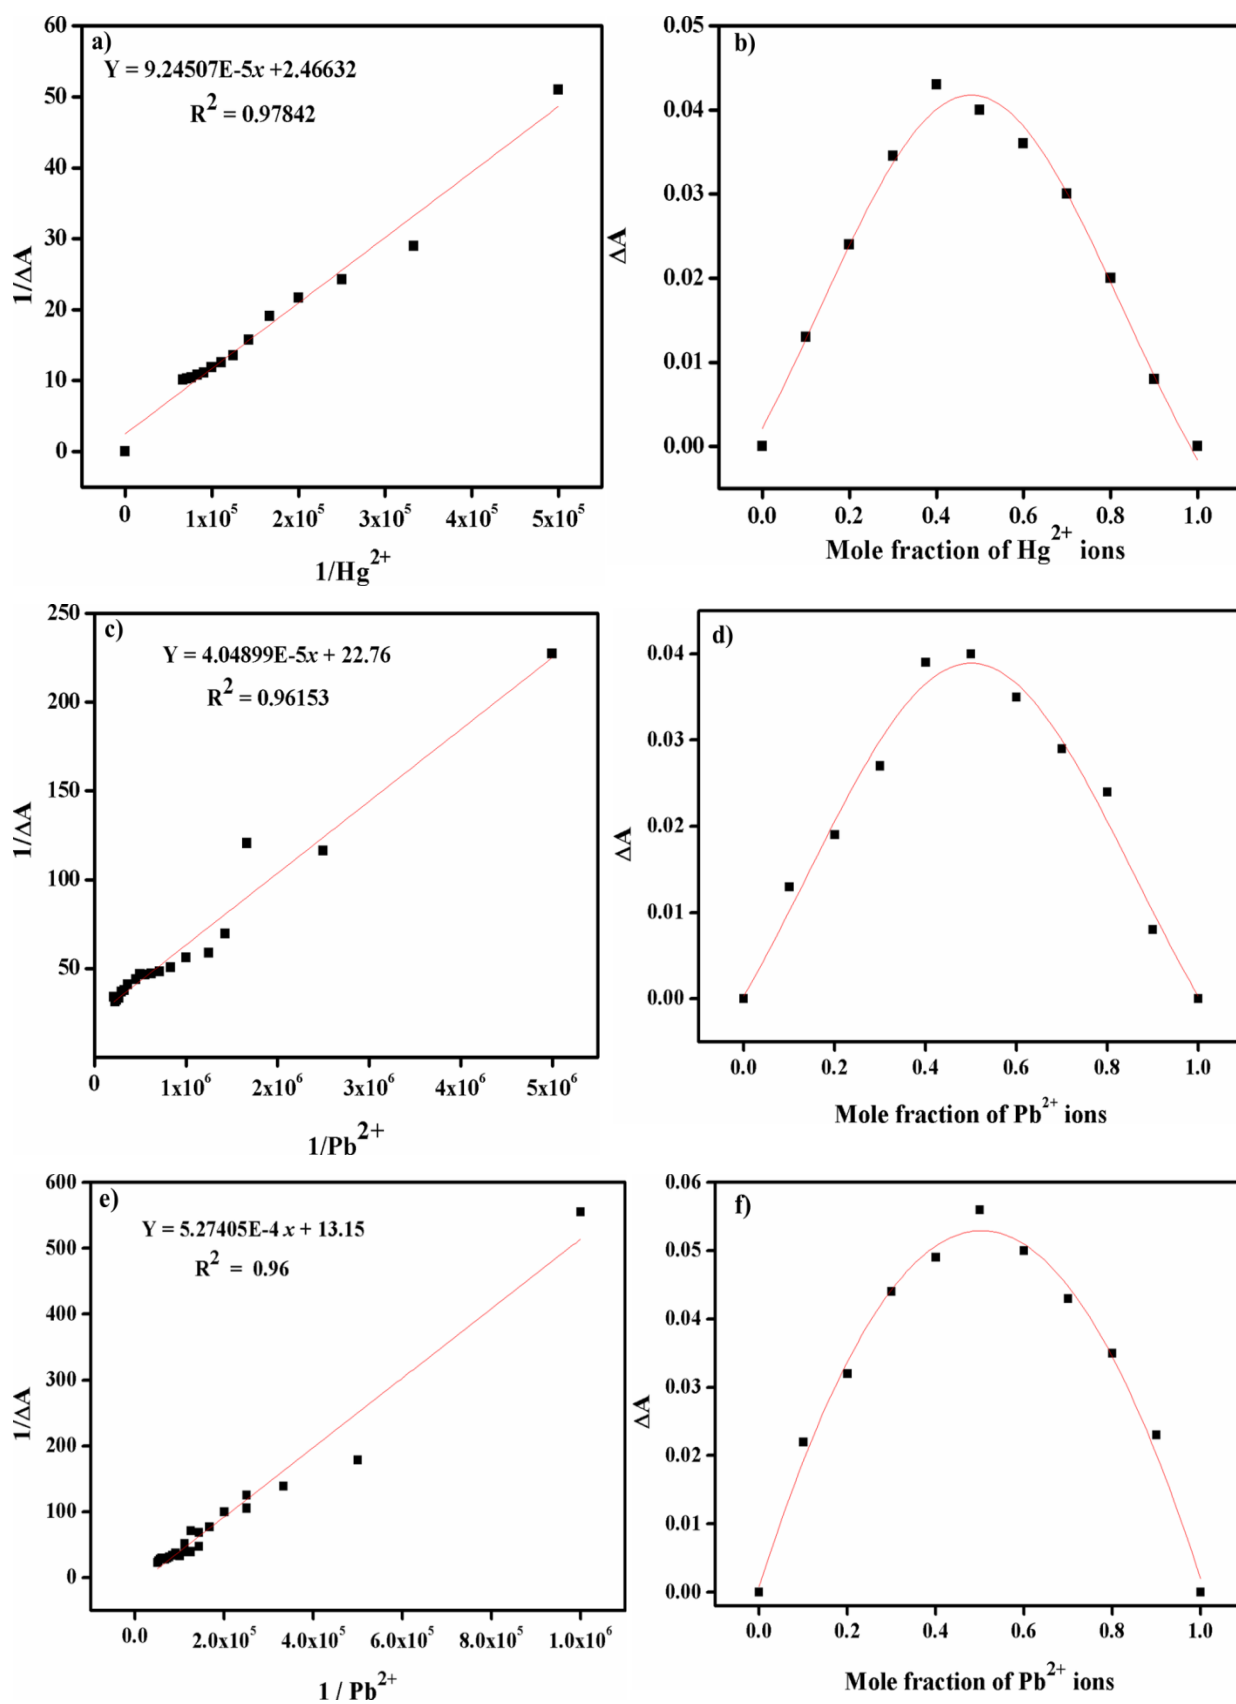 a)
Y = 9.24507E-5x +2.46632
R² = 0.97842
60
50
40
30
20
10
0
1/ΔA
0 1x10⁵ 2x10⁵ 3x10⁵ 4x10⁵ 5x10⁵
1/Hg²⁺
b)
0.05
0.04
0.03
0.02
0.01
0.00
ΔA
0.0 0.2 0.4 0.6 0.8 1.0
Mole fraction of Hg²⁺ ions
c)
Y = 4.04899E-5x + 22.76
R² = 0.96153
250
200
150
100
50
1/ΔA
0 1x10⁶ 2x10⁶ 3x10⁶ 4x10⁶ 5x10⁶
1/Pb²⁺
d)
0.04
0.03
0.02
0.01
0.00
ΔA
0.0 0.2 0.4 0.6 0.8 1.0
Mole fraction of Pb²⁺ ions
e)
Y = 5.27405E-4 x + 13.15
R² = 0.96
600
500
400
300
200
100
0
1/ΔA
0.0 2.0x10⁵ 4.0x10⁵ 6.0x10⁵ 8.0x10⁵ 1.0x10⁶
1 / Pb²⁺
f)
0.06
0.05
0.04
0.03
0.02
0.01
0.00
ΔA
0.0 0.2 0.4 0.6 0.8 1.0
Mole fraction of Pb²⁺ ions